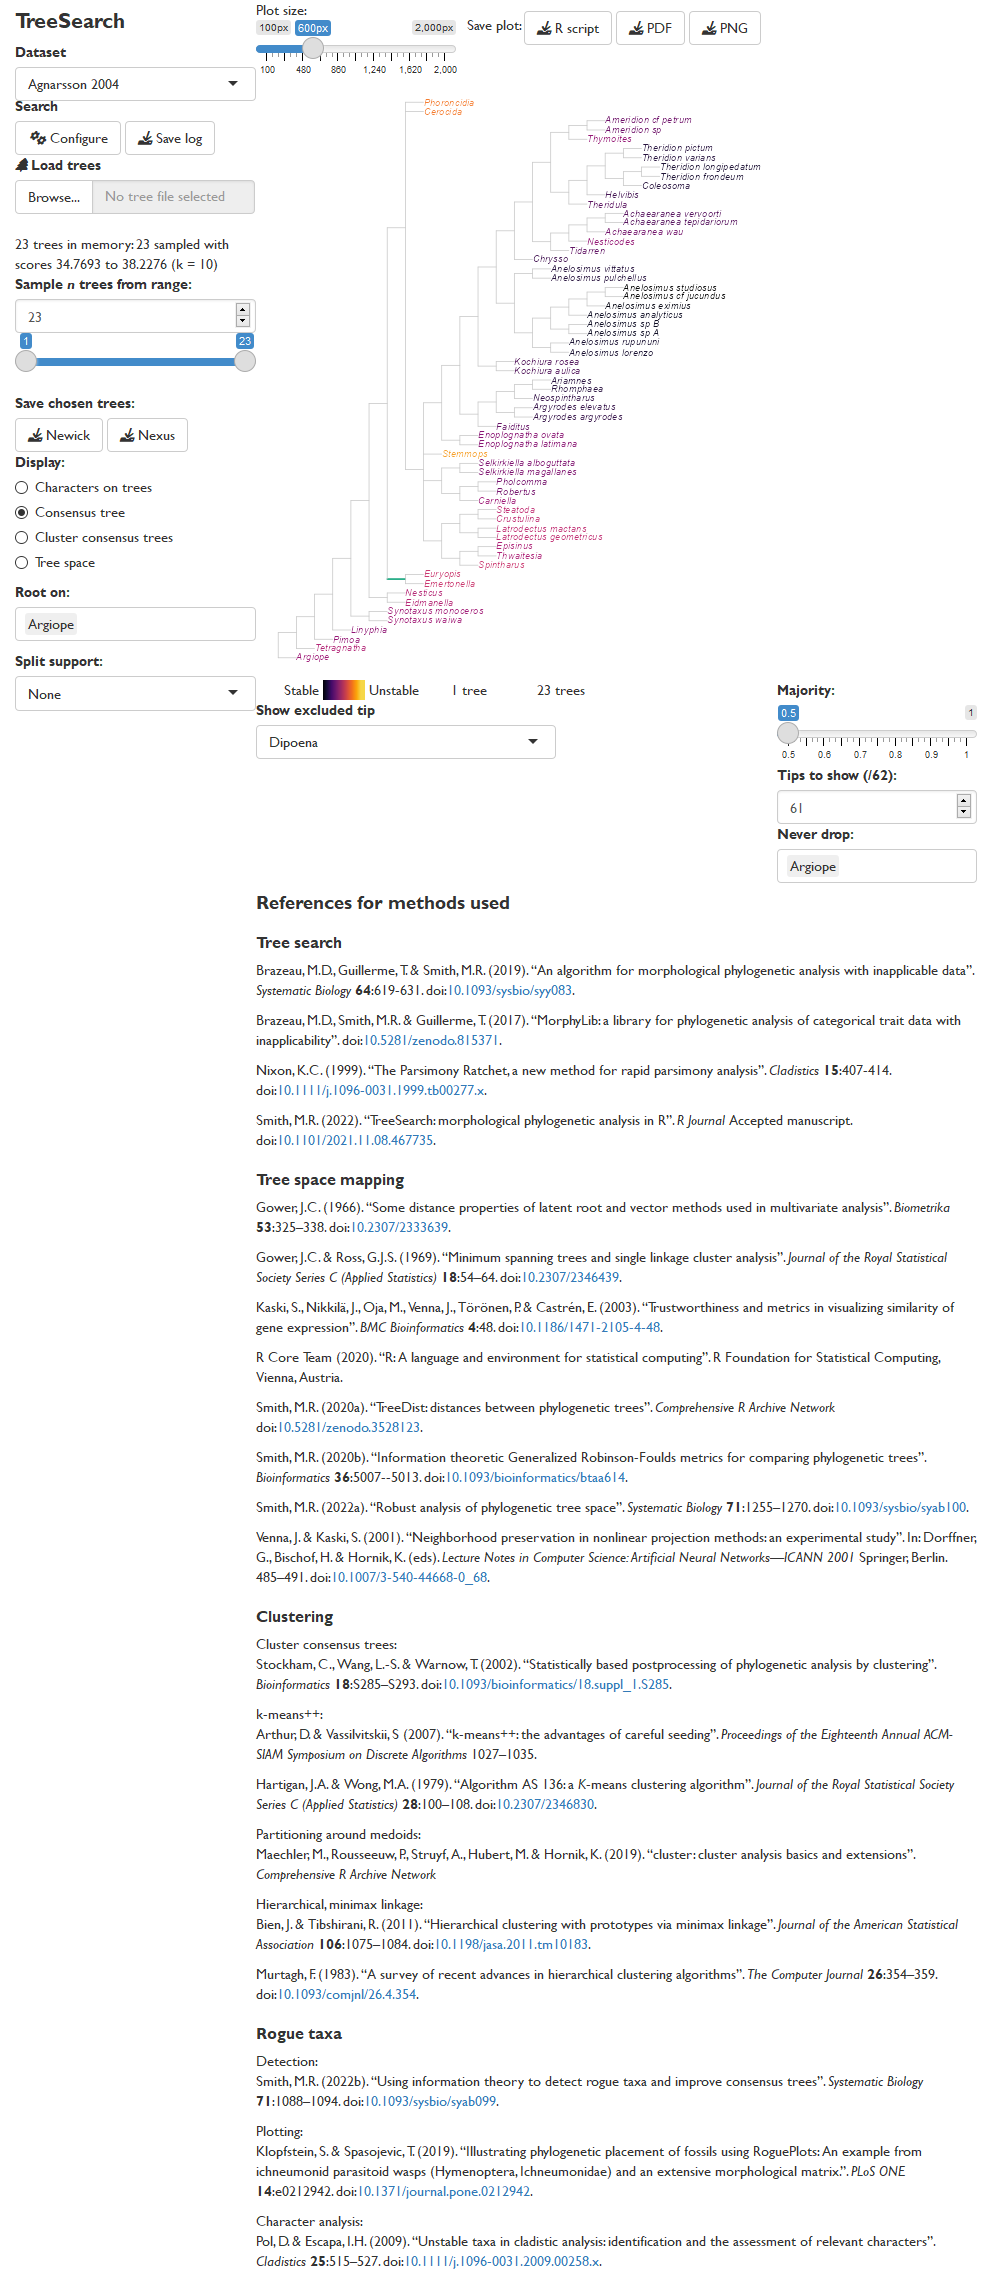 TreeSearch
Dataset
Agnarsson 2004
Search
Configure
Save log
Load trees
Browse...
No tree file selected
23 trees in memory: 23 sampled with
scores 34.7693 to 38.2276 (k = 10)
Sample n trees from range:
23
1
23
Save chosen trees:
Newick
Nexus
Display:
Characters on trees
Consensus tree
Cluster consensus trees
Tree space
Root on:
Argiope
Split support:
None
Plot size:
100px
600px
2,000px
100 480 860 1,240 1,620 2,000
Save plot:
R script
PDF
PNG
Phoroncidia
Cerocida
Ameridion cf petrum
Ameridion sp
Thymoites
Theridion pictum
Theridion varians
Theridion longipedatum
Theridion frondeum
Coleosoma
Helvibis
Theridula
Achaearanea vervoorti
Achaearanea tepidariorum
Achaearanea wau
Nesticodes
Tidarren
Chrysso
Anelosimus vittatus
Anelosimus pulchellus
Anelosimus studiosus
Anelosimus cf jucundus
Anelosimus eximius
Anelosimus analyticus
Anelosimus sp B
Anelosimus sp A
Anelosimus rupununi
Anelosimus lorenzo
Kochiura rosea
Kochiura aulica
Ariamnes
Rhomphaea
Neospintharus
Argyrodes elevatus
Argyrodes argyrodes
Faiditus
Enoplognatha ovata
Enoplognatha latimana
Stemmops
Selkirkiella alboguttata
Selkirkiella magallanes
Pholcomma
Robertus
Carniella
Steatoda
Crustulina
Latrodectus mactans
Latrodectus geometricus
Episinus
Thwaitesia
Spintharus
Euryopis
Emertonella
Nesticus
Eidmanella
Synotaxus monoceros
Synotaxus waiwa
Linyphia
Pimoa
Tetragnatha
Argiope
Stable
Unstable
1 tree
23 trees
Show excluded tip
Dipoena
Majority:
0.5
1
0.5 0.6 0.7 0.8 0.9 1
Tips to show (/62):
61
Never drop:
Argiope
References for methods used
Tree search
Brazeau, M.D., Guillerme, T. & Smith, M.R. (2019). “An algorithm for morphological phylogenetic analysis with inapplicable data”.
Systematic Biology 64:619-631. doi:10.1093/sysbio/syy083.
Brazeau, M.D., Smith, M.R. & Guillerme, T. (2017). “MorphyLib: a library for phylogenetic analysis of categorical trait data with
inapplicability”. doi:10.5281/zenodo.815371.
Nixon, K.C. (1999). “The Parsimony Ratchet, a new method for rapid parsimony analysis”. Cladistics 15:407-414.
doi:10.1111/j.1096-0031.1999.tb00277.x.
Smith, M.R. (2022). “TreeSearch: morphological phylogenetic analysis in R”. R Journal Accepted manuscript.
doi:10.1101/2021.11.08.467735.
Tree space mapping
Gower, J.C. (1966). “Some distance properties of latent root and vector methods used in multivariate analysis”. Biometrika
53:325–338. doi:10.2307/2333639.
Gower, J.C. & Ross, G.J.S. (1969). “Minimum spanning trees and single linkage cluster analysis”. Journal of the Royal Statistical
Society Series C (Applied Statistics) 18:54–64. doi:10.2307/2346439.
Kaski, S., Nikkilä, J., Oja, M., Venna, J., Törönen, P. & Castrén, E. (2003). “Trustworthiness and metrics in visualizing similarity of
gene expression”. BMC Bioinformatics 4:48. doi:10.1186/1471-2105-4-48.
R Core Team (2020). “R: A language and environment for statistical computing”. R Foundation for Statistical Computing,
Vienna, Austria.
Smith, M.R. (2020a). “TreeDist: distances between phylogenetic trees”. Comprehensive R Archive Network
doi:10.5281/zenodo.3528123.
Smith, M.R. (2020b). “Information theoretic Generalized Robinson-Foulds metrics for comparing phylogenetic trees”.
Bioinformatics 36:5007--5013. doi:10.1093/bioinformatics/btaa614.
Smith, M.R. (2022a). “Robust analysis of phylogenetic tree space”. Systematic Biology 71:1255–1270. doi:10.1093/sysbio/syab100.
Venna, J. & Kaski, S. (2001). “Neighborhood preservation in nonlinear projection methods: an experimental study”. In: Dorffner,
G., Bischof, H. & Hornik, K. (eds). Lecture Notes in Computer Science: Artificial Neural Networks—ICANN 2001 Springer, Berlin.
485–491. doi:10.1007/3-540-44668-0_68.
Clustering
Cluster consensus trees:
Stockham, C., Wang, L.-S. & Warnow, T. (2002). “Statistically based postprocessing of phylogenetic analysis by clustering”.
Bioinformatics 18:S285–S293. doi:10.1093/bioinformatics/18.suppl_1.S285.
k-means++:
Arthur, D. & Vassilvitskii, S (2007). “k-means++: the advantages of careful seeding”. Proceedings of the Eighteenth Annual ACM-
SIAM Symposium on Discrete Algorithms 1027–1035.
Hartigan, J.A. & Wong, M.A. (1979). “Algorithm AS 136: a K-means clustering algorithm”. Journal of the Royal Statistical Society
Series C (Applied Statistics) 28:100–108. doi:10.2307/2346830.
Partitioning around medoids:
Maechler, M., Rousseeuw, P., Struyf, A., Hubert, M. & Hornik, K. (2019). “cluster: cluster analysis basics and extensions”.
Comprehensive R Archive Network
Hierarchical, minimax linkage:
Bien, J. & Tibshirani, R. (2011). “Hierarchical clustering with prototypes via minimax linkage”. Journal of the American Statistical
Association 106:1075–1084. doi:10.1198/jasa.2011.tm10183.
Murtagh, F. (1983). “A survey of recent advances in hierarchical clustering algorithms”. The Computer Journal 26:354–359.
doi:10.1093/comjnl/26.4.354.
Rogue taxa
Detection:
Smith, M.R. (2022b). “Using information theory to detect rogue taxa and improve consensus trees”. Systematic Biology
71:1088–1094. doi:10.1093/sysbio/syab099.
Plotting:
Klopfstein, S. & Spasojevic, T. (2019). “Illustrating phylogenetic placement of fossils using RoguePlots: An example from
ichneumonid parasitoid wasps (Hymenoptera, Ichneumonidae) and an extensive morphological matrix.”. PLoS ONE
14:e0212942. doi:10.1371/journal.pone.0212942.
Character analysis:
Pol, D. & Escapa, I.H. (2009). “Unstable taxa in cladistic analysis: identification and the assessment of relevant characters”.
Cladistics 25:515–527. doi:10.1111/j.1096-0031.2009.00258.x.